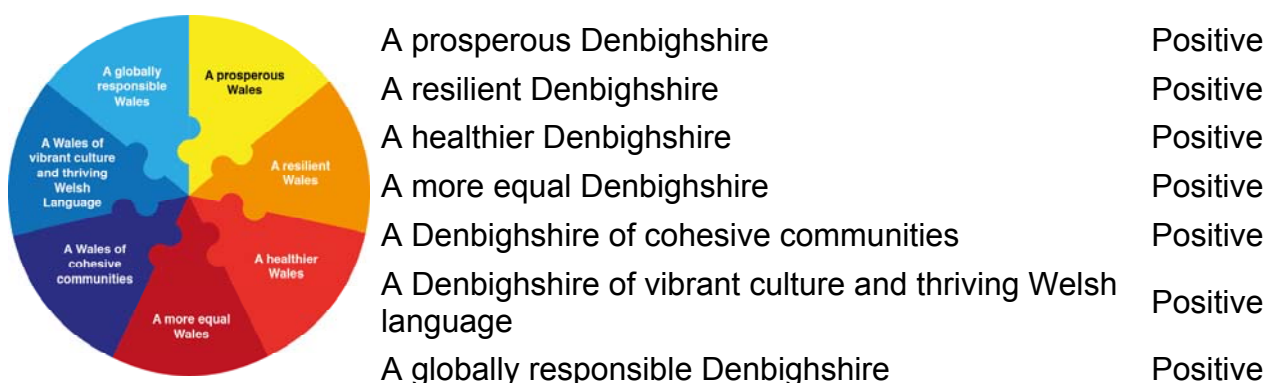 A globally
responsible
Wales
A prosperous
Wales
A resilient
Wales
A healthier
Wales
A more equal
Wales
A Wales of
cohesive
communities
A Wales of
vibrant culture
and thriving
Welsh
Language
A prosperous Denbighshire Positive
A resilient Denbighshire Positive
A healthier Denbighshire Positive
A more equal Denbighshire Positive
A Denbighshire of cohesive communities Positive
A Denbighshire of vibrant culture and thriving Welsh
language Positive
A globally responsible Denbighshire Positive